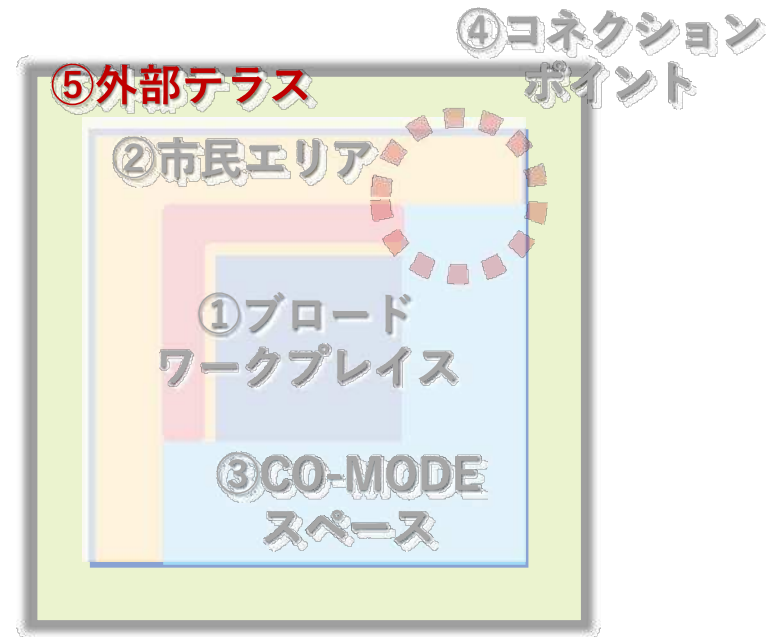 ④コネクション
ポイント
⑤外部テラス
②市民エリア
①ブロード
ワークプレイス
③CO-MODE
スペース